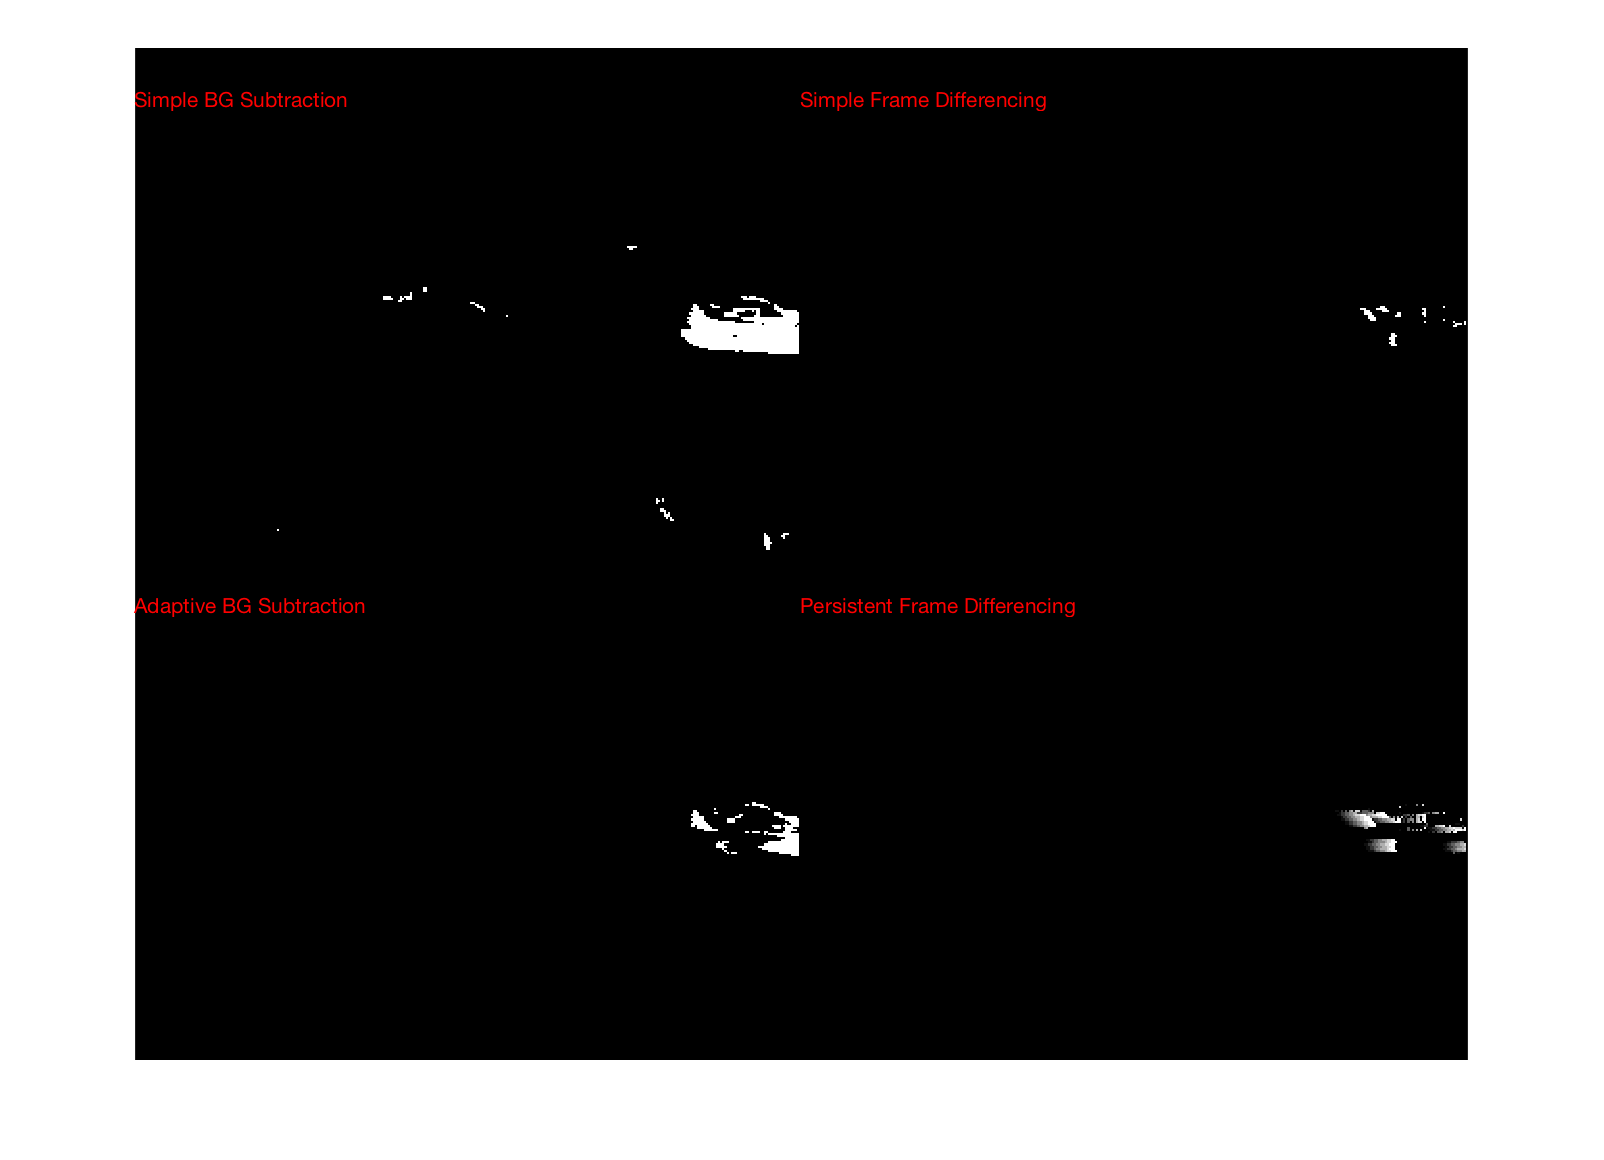 Simple BG Subtraction
Simple Frame Differencing
Adaptive BG Subtraction
Persistent Frame Differencing